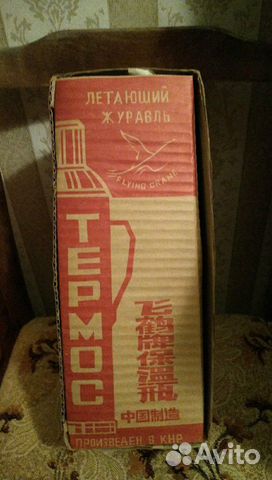 ЛЕТАЮЩИЙ
ЖУРАВЛЬ
FLYING CRANE
ТЕРМОС
飞鹤牌保温瓶
中国制造
ПРОИЗВЕДЕН В КНР
Avito